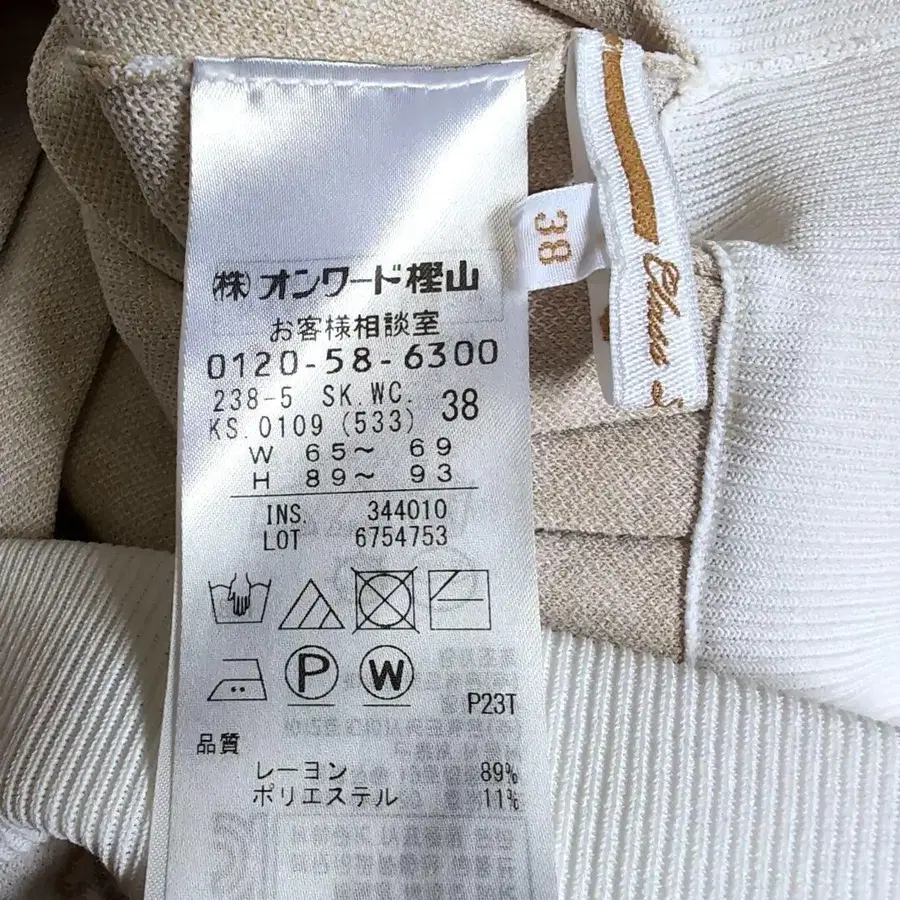 ㈱オンワード樫山
お客様相談室
0120-58-6300
238-5 SK.WC.
KS.0109 (533) 38
W 65〜 69
H 89〜 93
INS. 344010
LOT 6754753
P W
P23T
品質
レーヨン 89%
ポリエステル 11%
38